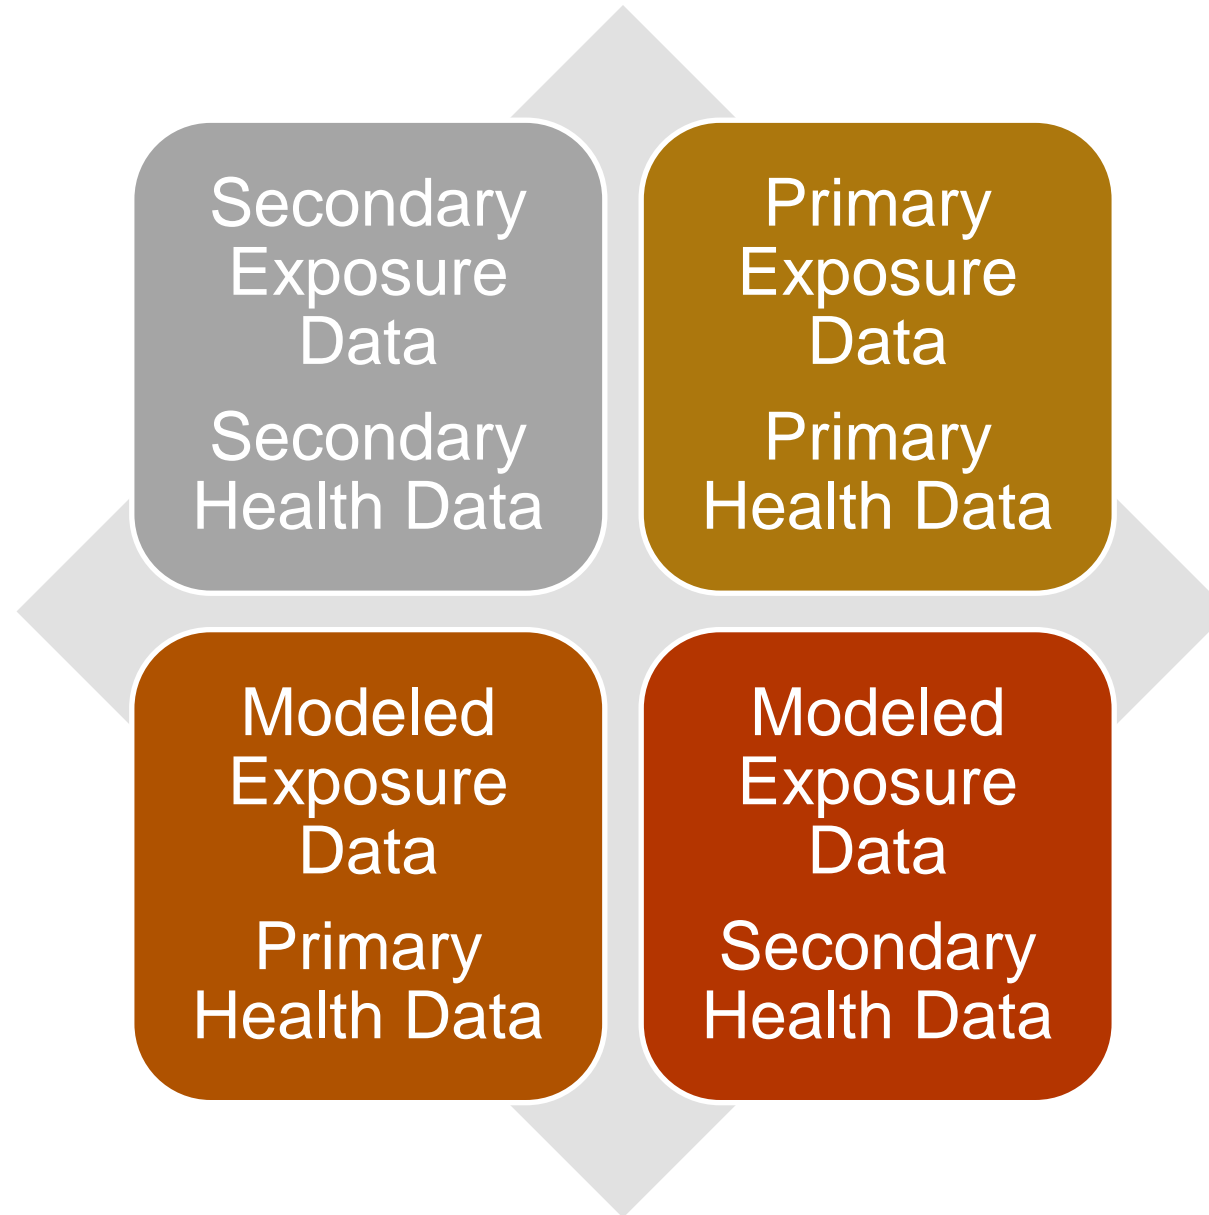 Secondary
Exposure
Data
Secondary
Health Data
Primary
Exposure
Data
Primary
Health Data
Modeled
Exposure
Data
Primary
Health Data
Modeled
Exposure
Data
Secondary
Health Data